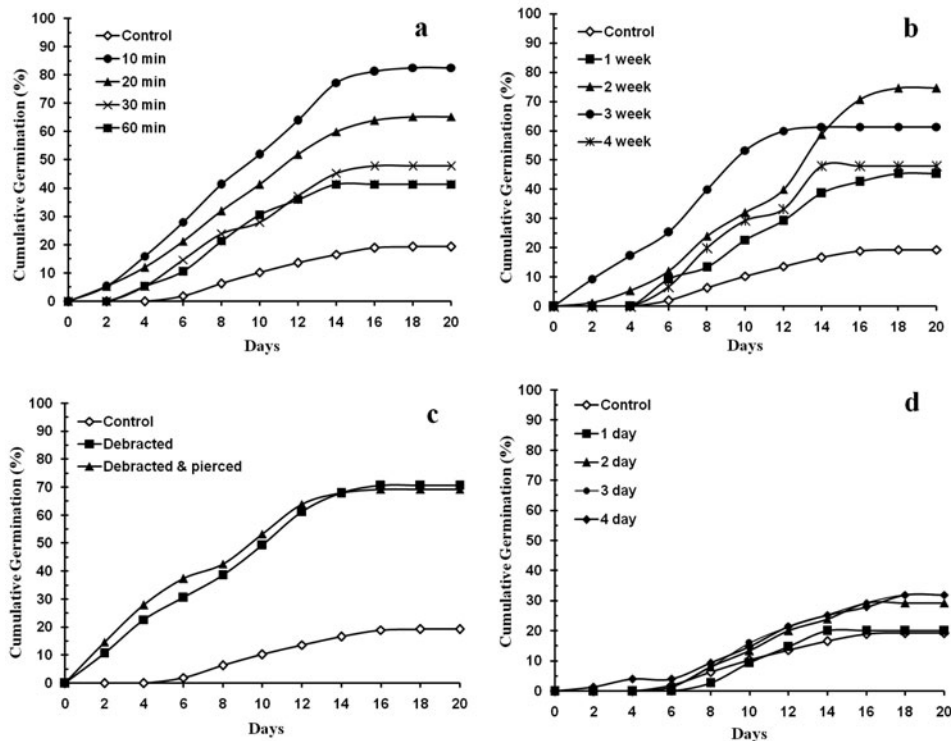 a
Control
10 min
20 min
30 min
60 min
Cumulative Germination (%)
100
90
80
70
60
50
40
30
20
10
0
0 2 4 6 8 10 12 14 16 18 20
Days
b
Control
1 week
2 week
3 week
4 week
Cumulative Germination (%)
100
90
80
70
60
50
40
30
20
10
0
0 2 4 6 8 10 12 14 16 18 20
Days
c
Control
Debracted
Debracted & pierced
Cumulative Germination (%)
100
90
80
70
60
50
40
30
20
10
0
0 2 4 6 8 10 12 14 16 18 20
Days
d
Control
1 day
2 day
3 day
4 day
Cumulative Germination (%)
100
90
80
70
60
50
40
30
20
10
0
0 2 4 6 8 10 12 14 16 18 20
Days